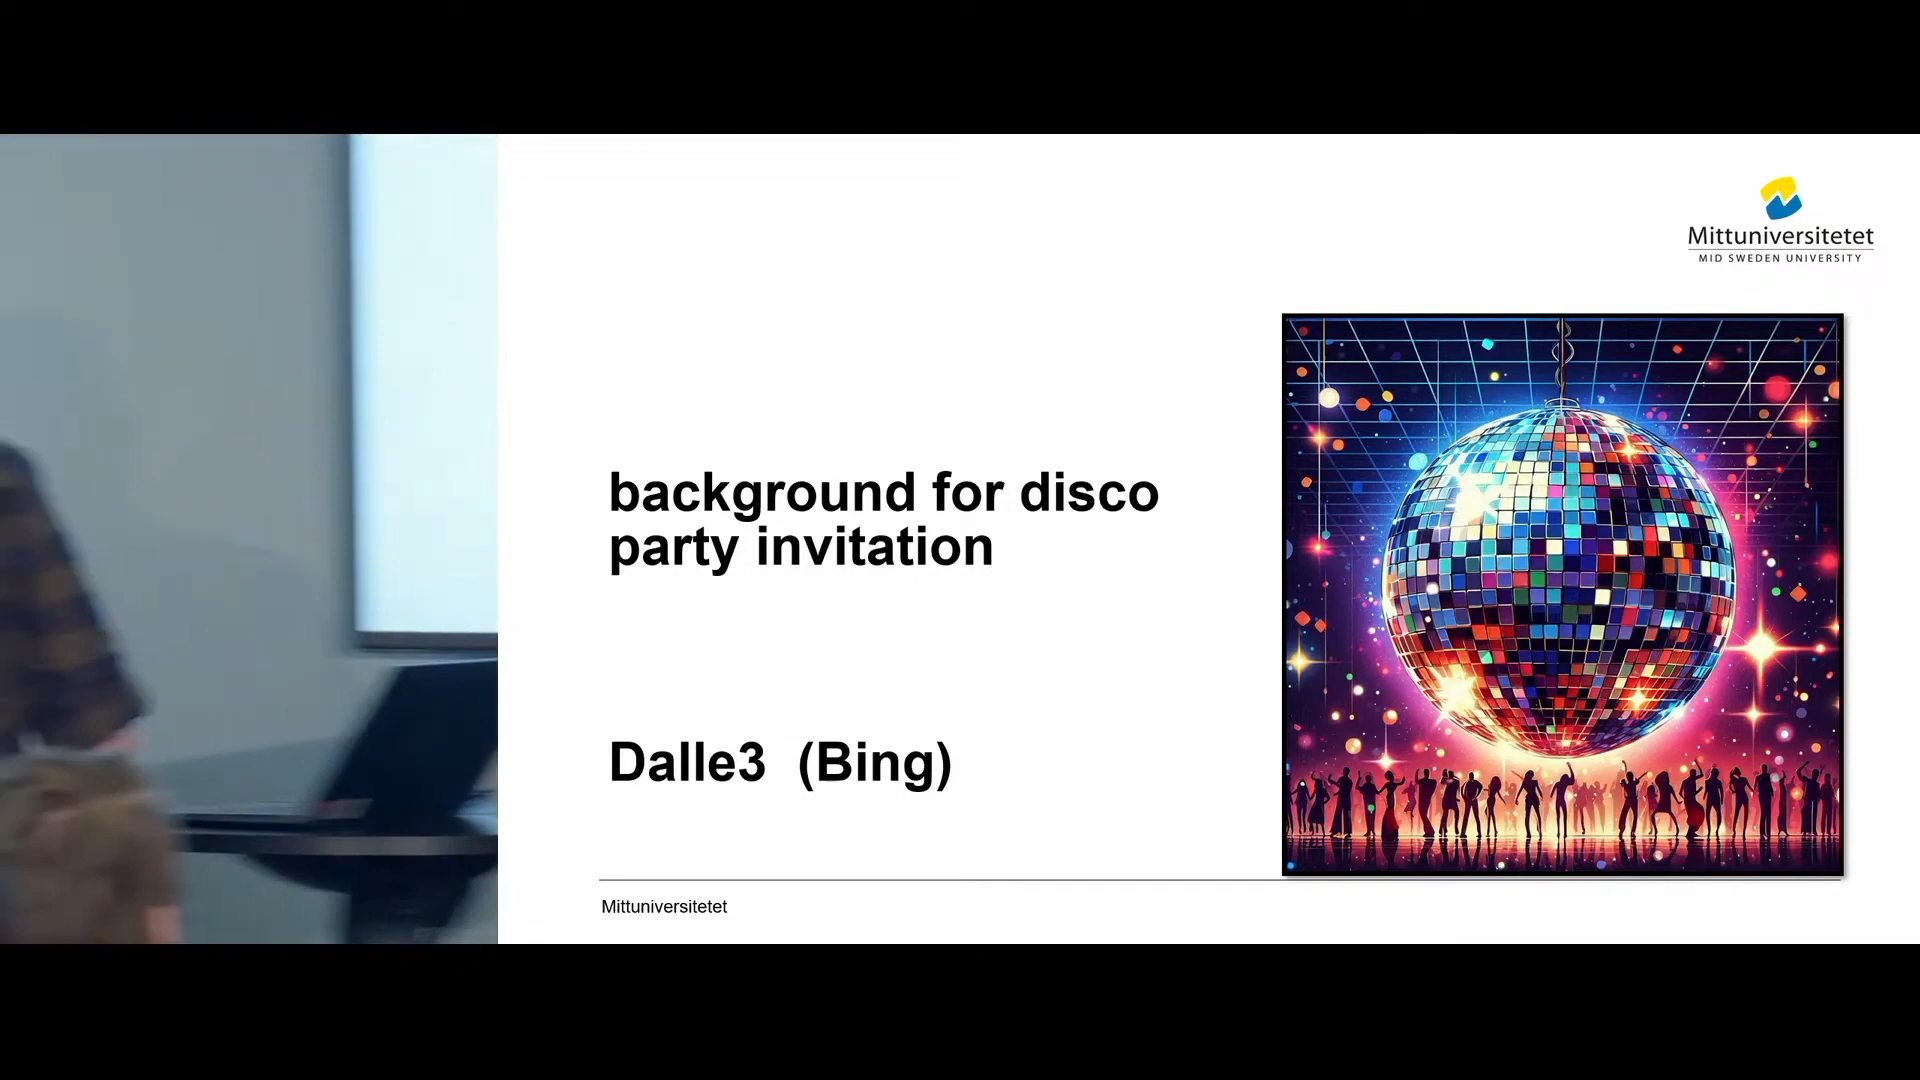 Mittuniversitetet
MID SWEDEN UNIVERSITY
background for disco
party invitation
Dalle3 (Bing)
Mittuniversitetet